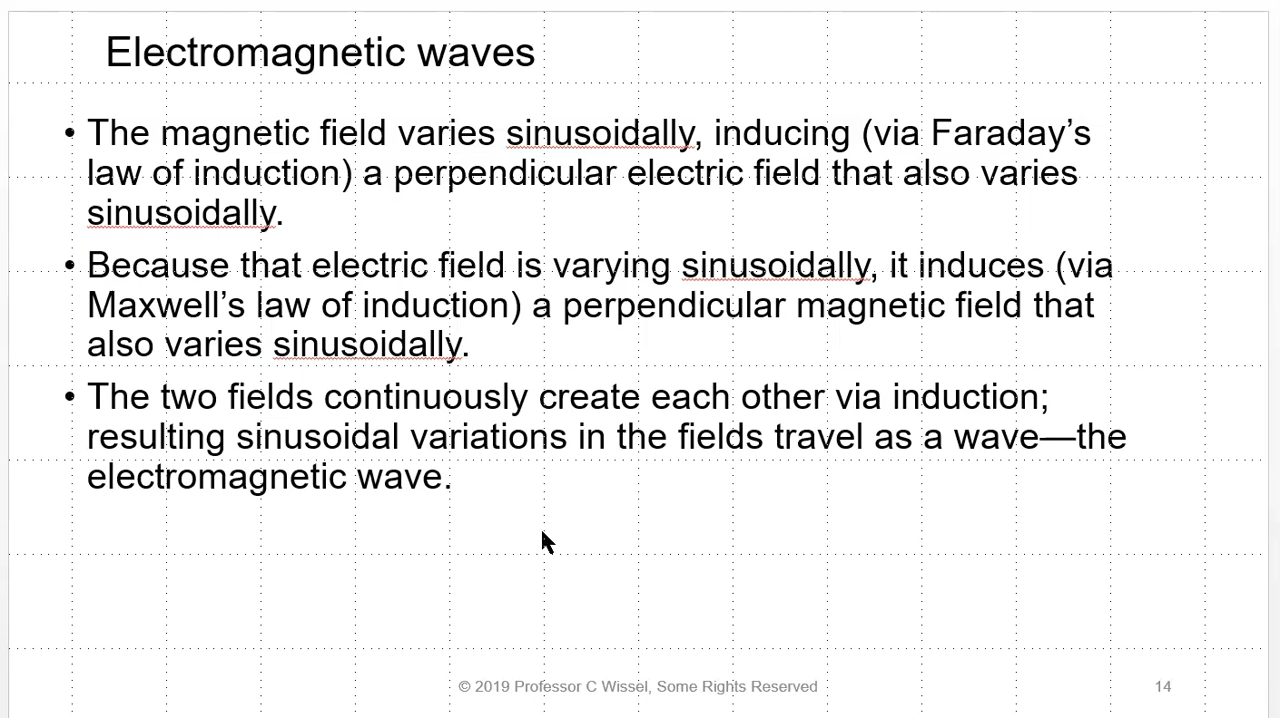 Electromagnetic waves
• The magnetic field varies sinusoidally, inducing (via Faraday’s
law of induction) a perpendicular electric field that also varies
sinusoidally.
• Because that electric field is varying sinusoidally, it induces (via
Maxwell’s law of induction) a perpendicular magnetic field that
also varies sinusoidally.
• The two fields continuously create each other via induction;
resulting sinusoidal variations in the fields travel as a wave—the
electromagnetic wave.
© 2019 Professor C Wissel, Some Rights Reserved
14